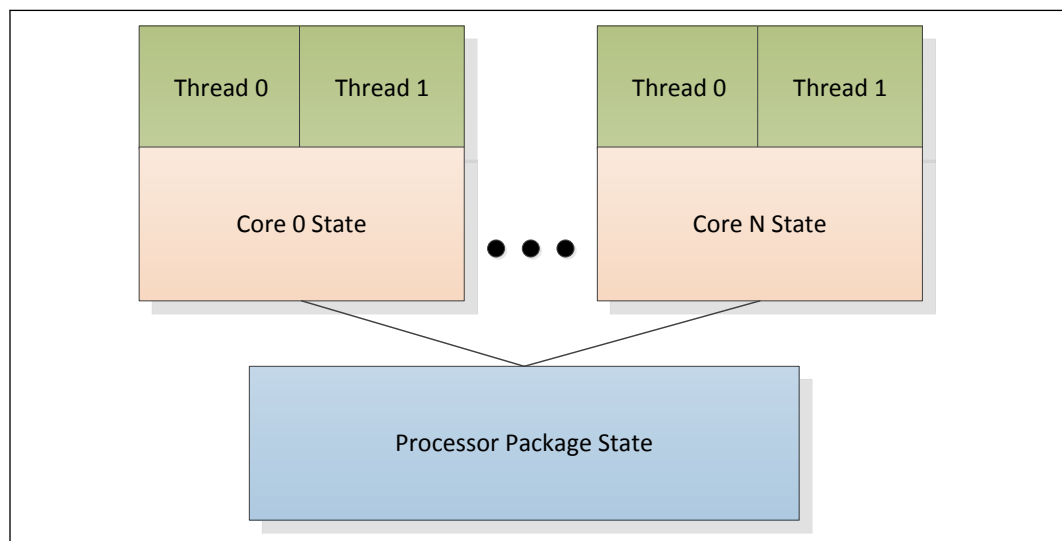 Thread 0
Thread 1
Thread 0
Thread 1
Core 0 State
Core N State
Processor Package State